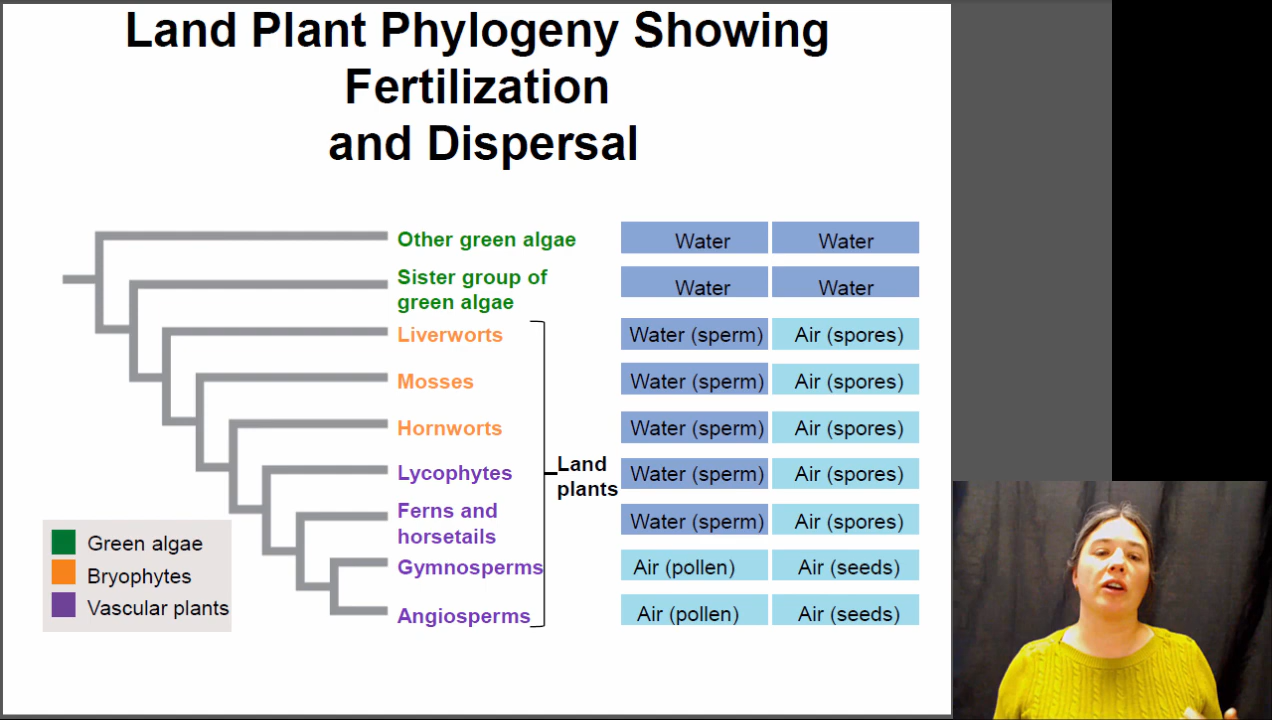 Land Plant Phylogeny Showing
Fertilization
and Dispersal
Other green algae
Water
Water
Sister group of
green algae
Water
Water
Liverworts
Water (sperm)
Air (spores)
Mosses
Water (sperm)
Air (spores)
Hornworts
Water (sperm)
Air (spores)
Lycophytes
Water (sperm)
Air (spores)
Land
plants
Ferns and
horsetails
Water (sperm)
Air (spores)
Gymnosperms
Air (pollen)
Air (seeds)
Angiosperms
Air (pollen)
Air (seeds)
Green algae
Bryophytes
Vascular plants